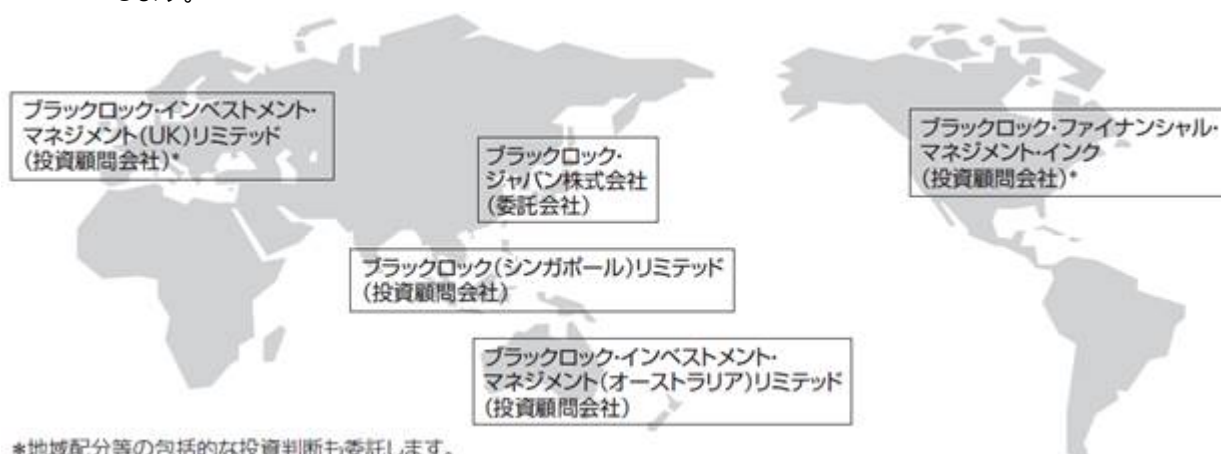 します。
ブラックロック・インベストメント・
マネジメント(UK)リミテッド
(投資顧問会社)*
ブラックロック・
ジャパン株式会社
(委託会社)
ブラックロック・ファイナンシャル・
マネジメント・インク
(投資顧問会社)*
ブラックロック(シンガポール)リミテッド
(投資顧問会社)
ブラックロック・インベストメント・
マネジメント(オーストラリア)リミテッド
(投資顧問会社)
*地域配分等の包括的な投資判断も委託します。